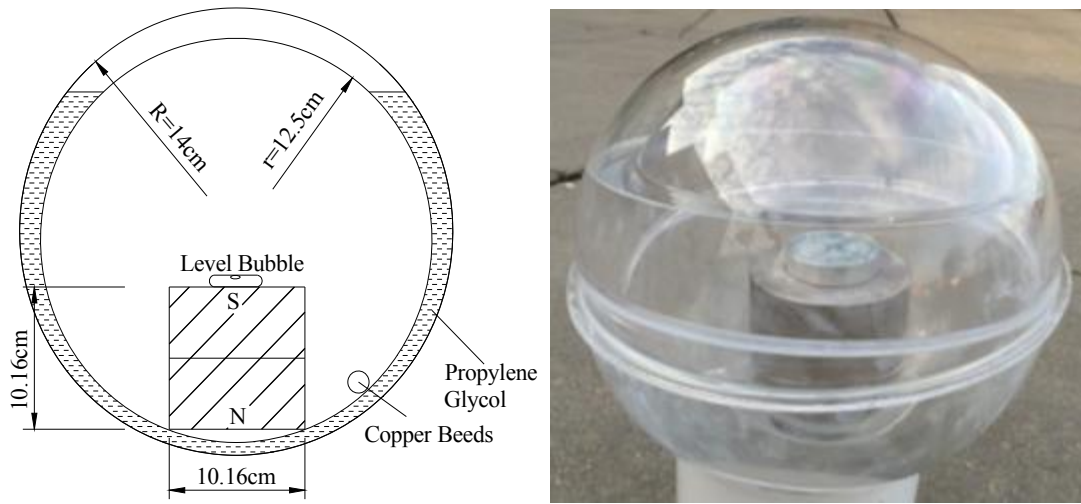 R=14cm
r=12.5cm
Level Bubble
S
10.16cm
N
Propylene
Glycol
Copper Beeds
10.16cm